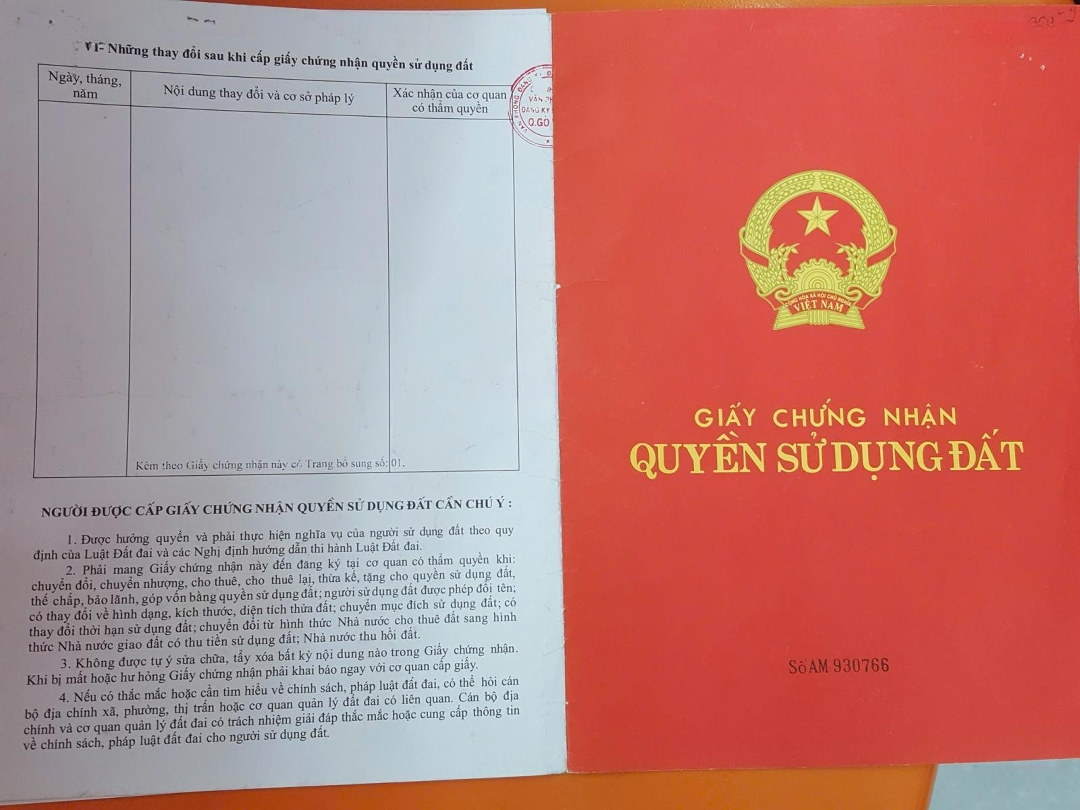 VI- Những thay đổi sau khi cấp giấy chứng nhận quyền sử dụng đất
Ngày, tháng, năm
Nội dung thay đổi và cơ sở pháp lý
Xác nhận của cơ quan có thẩm quyền
VĂN PHÒNG ĐĂNG KÝ
ĐĂNG KÝ
Q.GÒ
Kèm theo Giấy chứng nhận này có Trang bổ sung số: 01.
NGƯỜI ĐƯỢC CẤP GIẤY CHỨNG NHẬN QUYỀN SỬ DỤNG ĐẤT CẦN CHÚ Ý :
1. Được hưởng quyền và phải thực hiện nghĩa vụ của người sử dụng đất theo quy
định của Luật Đất đai và các Nghị định hướng dẫn thi hành Luật Đất đai.
2. Phải mang Giấy chứng nhận này đến đăng ký tại cơ quan có thẩm quyền khi:
chuyển đổi, chuyển nhượng, cho thuê, cho thuê lại, thừa kế, tặng cho quyền sử dụng đất,
thế chấp, bảo lãnh, góp vốn bằng quyền sử dụng đất; người sử dụng đất được phép đổi tên;
có thay đổi về hình dạng, kích thước, diện tích thửa đất; chuyển mục đích sử dụng đất; có
thay đổi thời hạn sử dụng đất; chuyển đổi từ hình thức Nhà nước cho thuê đất sang hình
thức Nhà nước giao đất có thu tiền sử dụng đất; Nhà nước thu hồi đất.
3. Không được tự ý sửa chữa, tẩy xóa bất kỳ nội dung nào trong Giấy chứng nhận.
Khi bị mất hoặc hư hỏng Giấy chứng nhận phải khai báo ngay với cơ quan cấp giấy.
4. Nếu có thắc mắc hoặc cần tìm hiểu về chính sách, pháp luật đất đai, có thể hỏi cán
bộ địa chính xã, phường, thị trấn hoặc cơ quan quản lý đất đai có liên quan. Cán bộ địa
chính và cơ quan quản lý đất đai có trách nhiệm giải đáp thắc mắc hoặc cung cấp thông tin
về chính sách, pháp luật đất đai cho người sử dụng đất.
CỘNG HÒA XÃ HỘI CHỦ NGHĨA
VIỆT NAM
GIẤY CHỨNG NHẬN
QUYỀN SỬ DỤNG ĐẤT
Số AM 930766